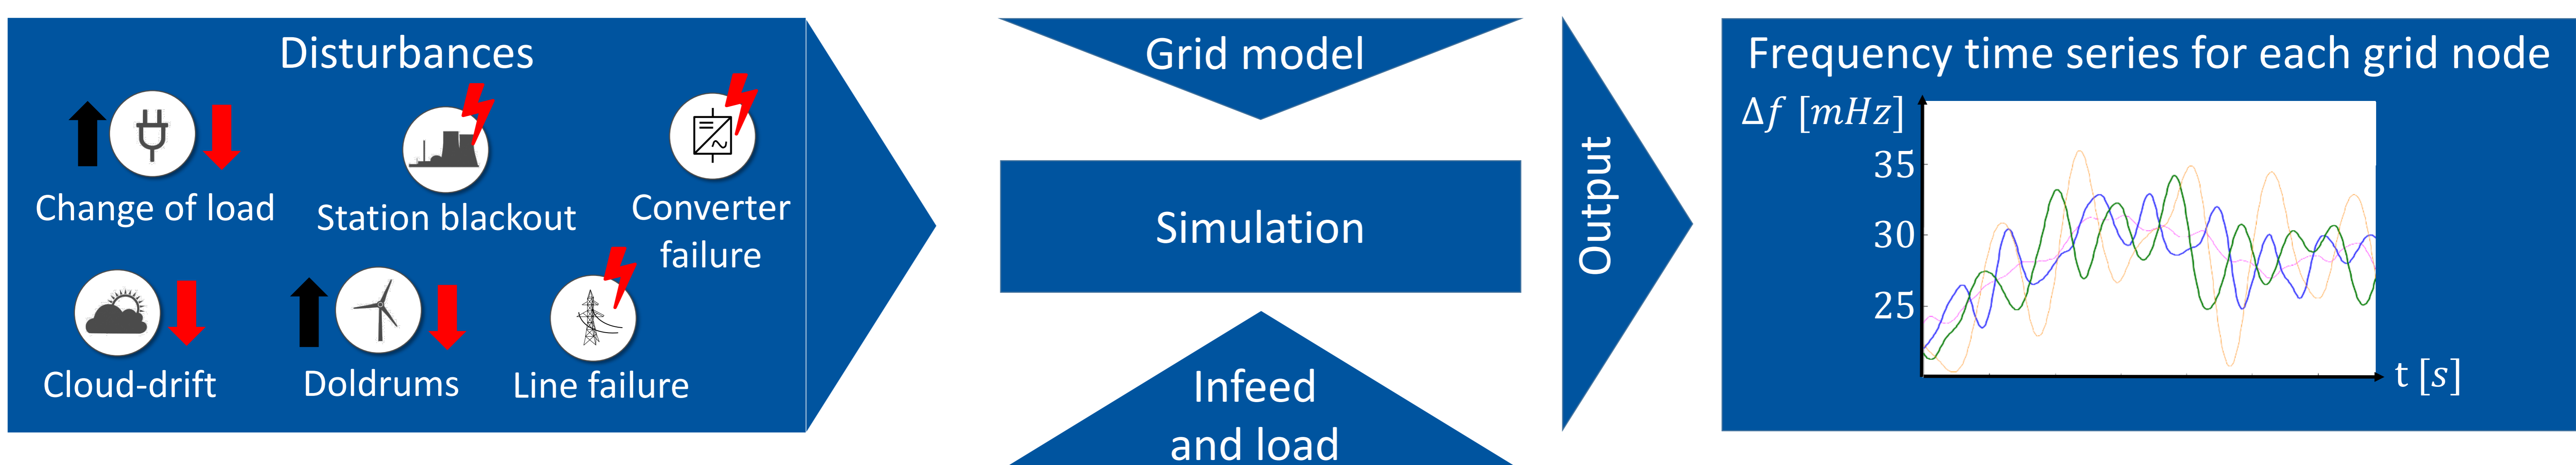 Disturbances
Change of load
Station blackout
Converter
failure
Cloud-drift
Doldrums
Line failure
Grid model
Simulation
Infeed
and load
Output
Frequency time series for each grid node
Δf [mHz]
35
30
25
t [s]